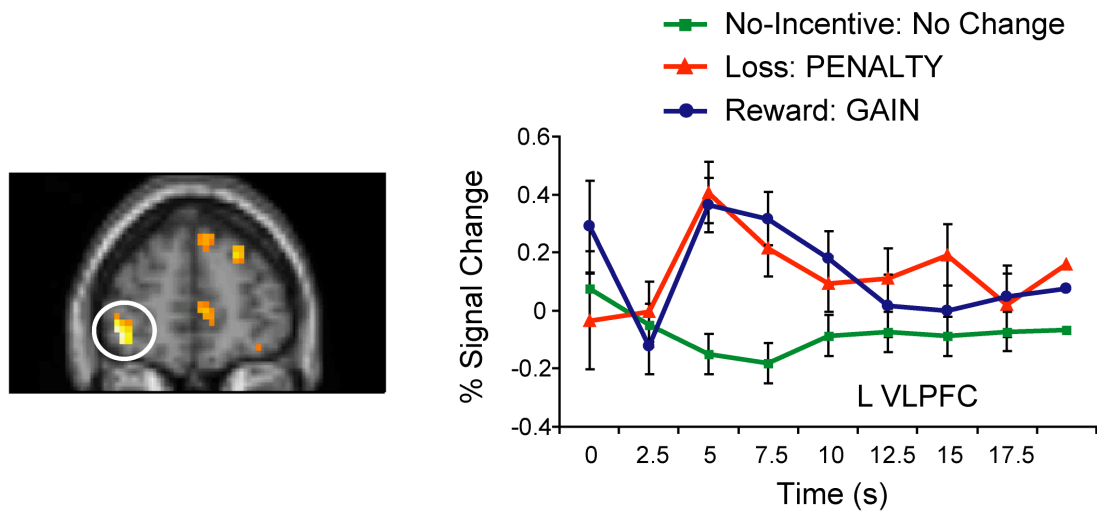 No-Incentive: No Change
Loss: PENALTY
Reward: GAIN
% Signal Change
0.6
0.4
0.2
0
-0.2
-0.4
L VLPFC
0 2.5 5 7.5 10 12.5 15 17.5
Time (s)